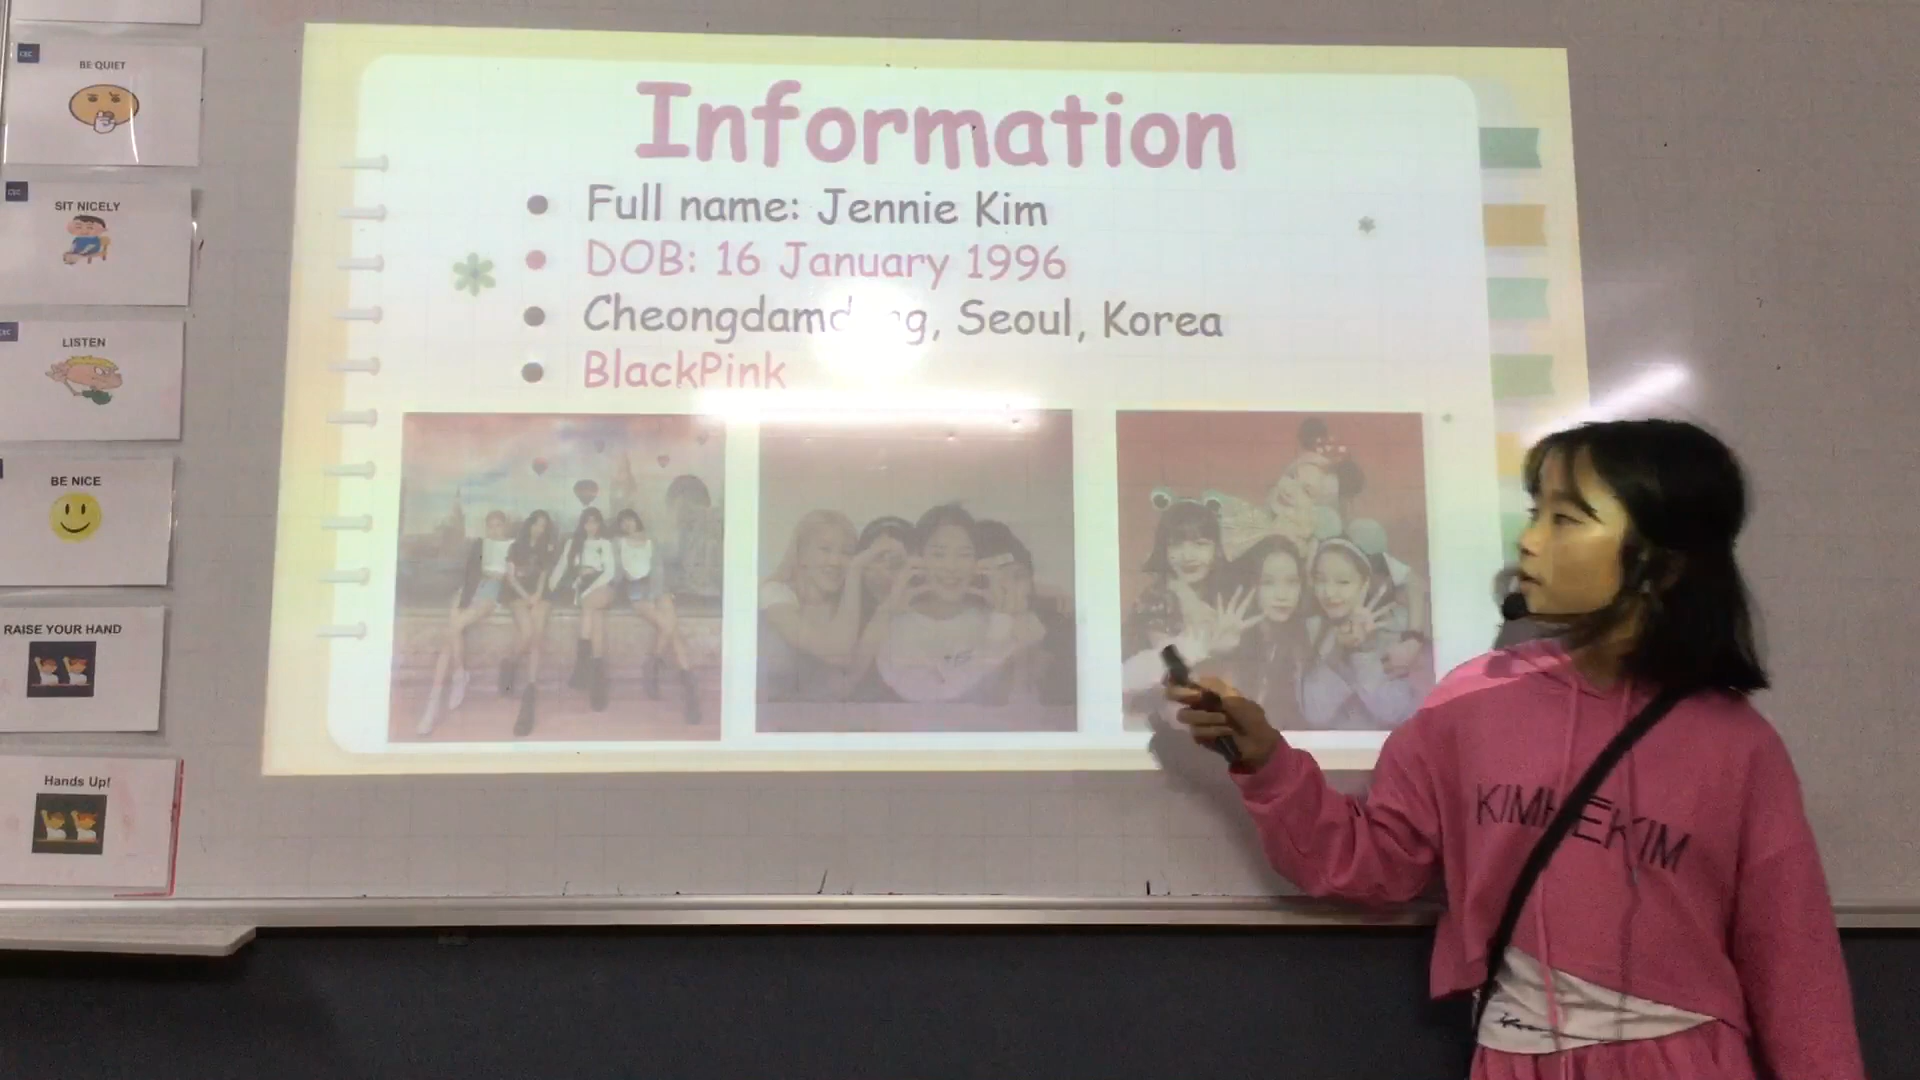 BE QUIET
SIT NICELY
LISTEN
BE NICE
RAISE YOUR HAND
Hands Up!
Information
Full name: Jennie Kim
DOB: 16 January 1996
Seoul, Korea
BlackPink